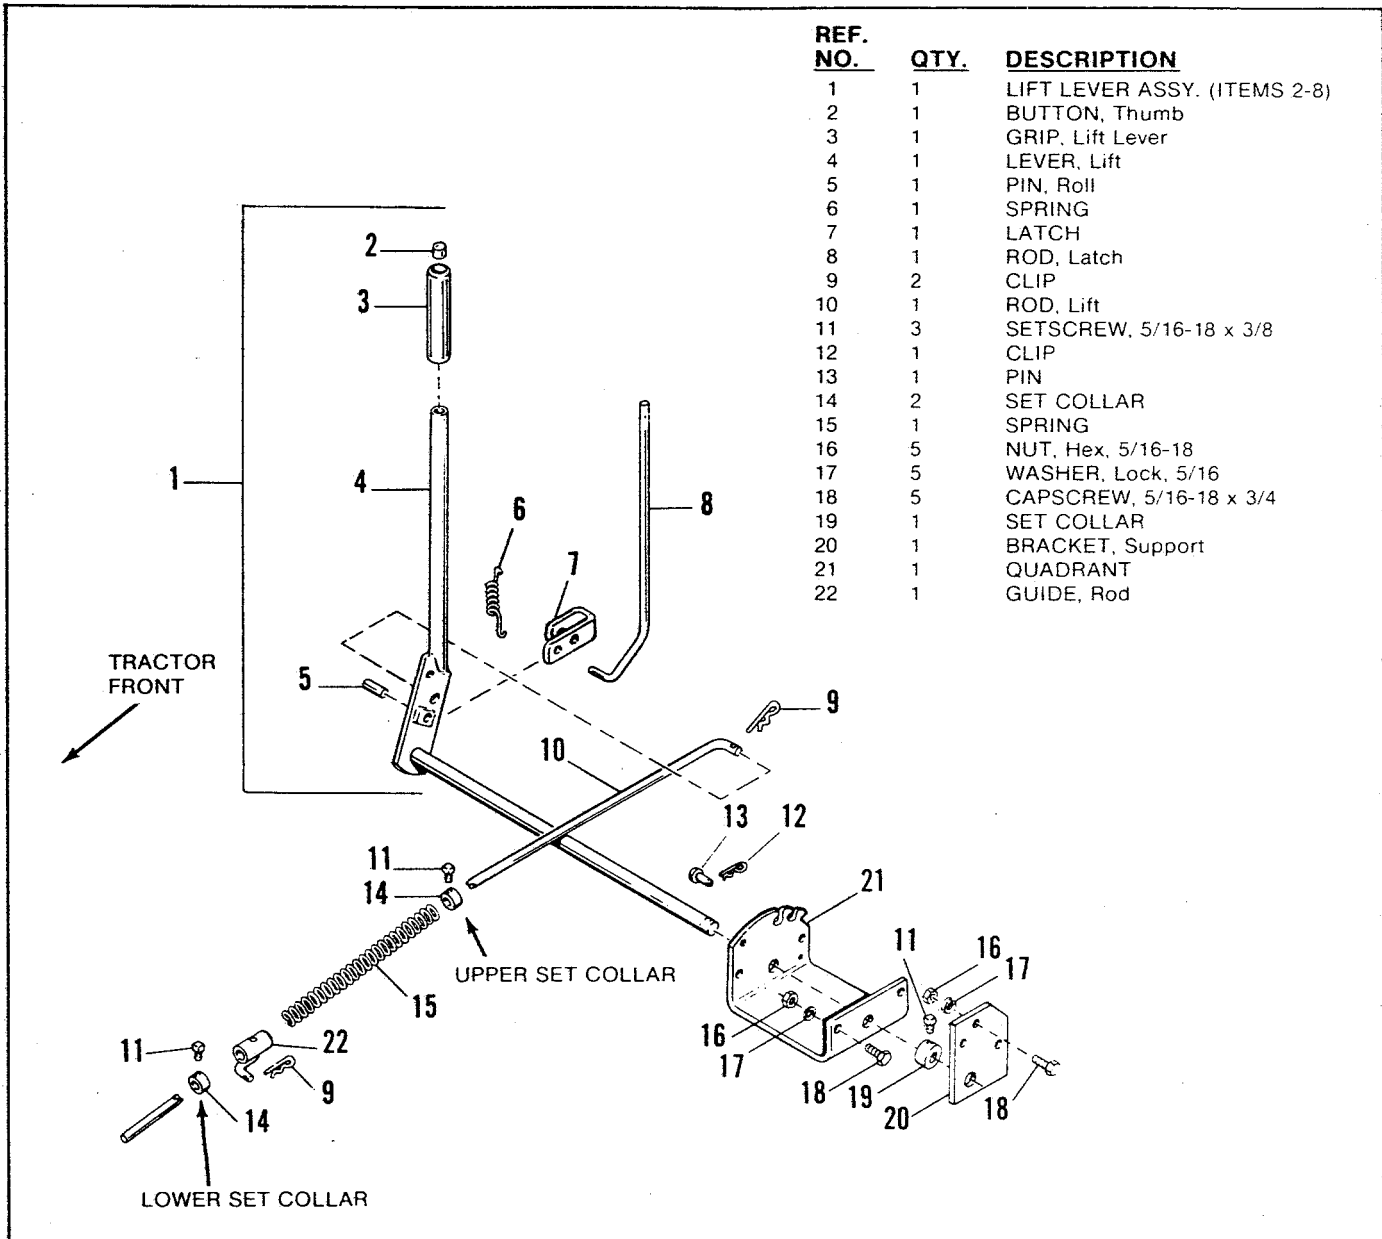 REF.
NO. QTY. DESCRIPTION
1 1 LIFT LEVER ASSY. (ITEMS 2-8)
2 1 BUTTON, Thumb
3 1 GRIP, Lift Lever
4 1 LEVER, Lift
5 1 PIN, Roll
6 1 SPRING
7 1 LATCH
8 1 ROD, Latch
9 2 CLIP
10 1 ROD, Lift
11 3 SETSCREW, 5/16-18 x 3/8
12 1 CLIP
13 1 PIN
14 2 SET COLLAR
15 1 SPRING
16 5 NUT, Hex, 5/16-18
17 5 WASHER, Lock, 5/16
18 5 CAPSCREW, 5/16-18 x 3/4
19 1 SET COLLAR
20 1 BRACKET, Support
21 1 QUADRANT
22 1 GUIDE, Rod
2
3
1
4
6
8
7
TRACTOR
FRONT
5
9
10
13
12
11
14
21
UPPER SET COLLAR
11
16
17
15
16
17
11
22
9
18
19
20
18
14
LOWER SET COLLAR